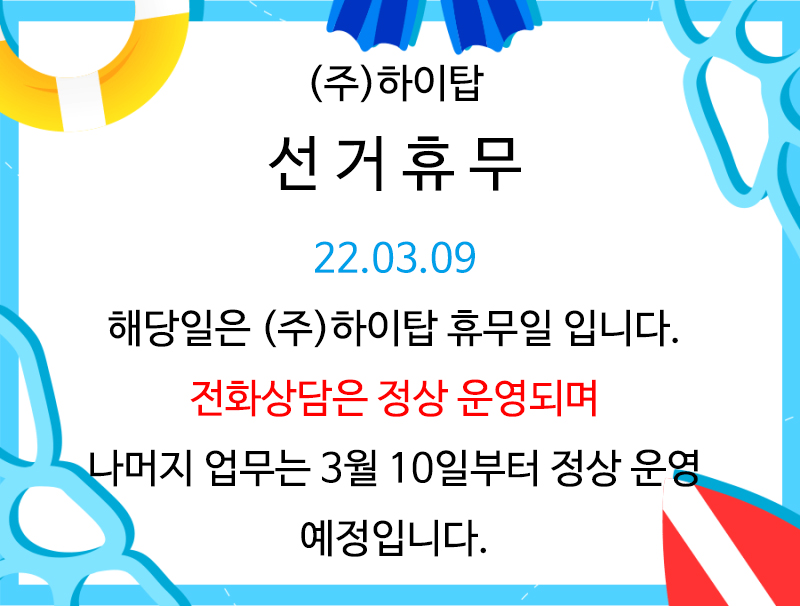 (주)하이탑
선거휴무
22.03.09
해당일은 (주)하이탑 휴무일 입니다.
전화상담은 정상 운영되며
나머지 업무는 3월 10일부터 정상 운영
예정입니다.